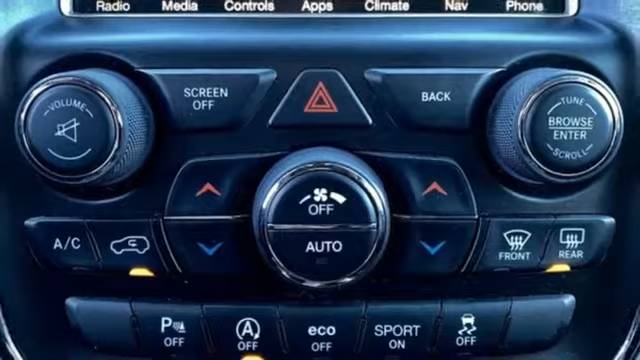 Radio Media Controls Apps Climate Nav Phone
VOLUME
SCREEN
OFF
BACK
TUNE
BROWSE
ENTER
SCROLL
OFF
AUTO
A/C
FRONT
REAR
P OFF
A OFF
eco
OFF
SPORT
ON
OFF